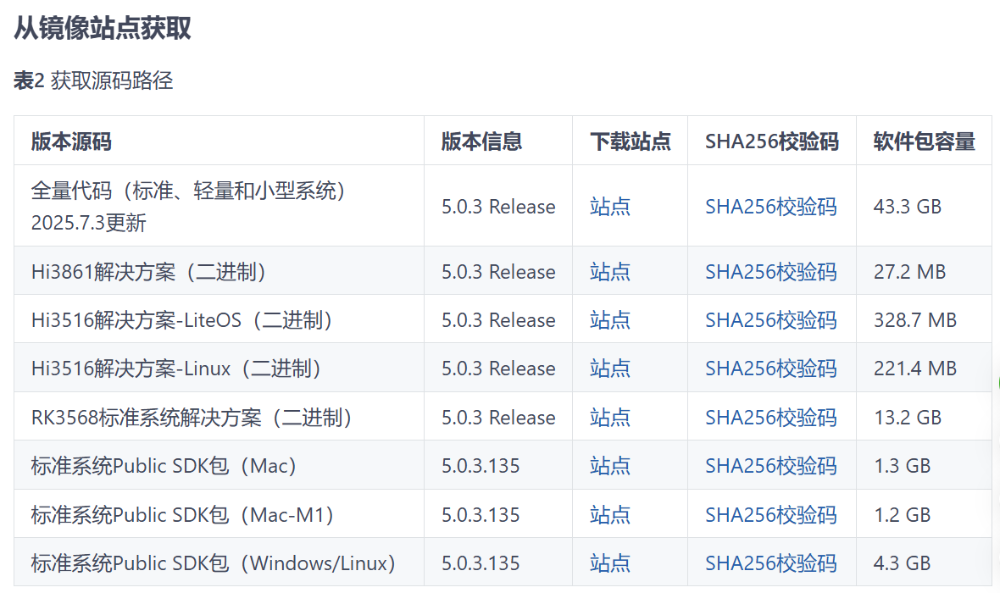 从镜像站点获取
表2 获取源码路径
版本源码 版本信息 下载站点 SHA256校验码 软件包容量
全量代码（标准、轻量和小型系统）
2025.7.3更新 5.0.3 Release 站点 SHA256校验码 43.3 GB
Hi3861解决方案（二进制） 5.0.3 Release 站点 SHA256校验码 27.2 MB
Hi3516解决方案-LiteOS（二进制） 5.0.3 Release 站点 SHA256校验码 328.7 MB
Hi3516解决方案-Linux（二进制） 5.0.3 Release 站点 SHA256校验码 221.4 MB
RK3568标准系统解决方案（二进制） 5.0.3 Release 站点 SHA256校验码 13.2 GB
标准系统Public SDK包（Mac） 5.0.3.135 站点 SHA256校验码 1.3 GB
标准系统Public SDK包（Mac-M1） 5.0.3.135 站点 SHA256校验码 1.2 GB
标准系统Public SDK包（Windows/Linux） 5.0.3.135 站点 SHA256校验码 4.3 GB